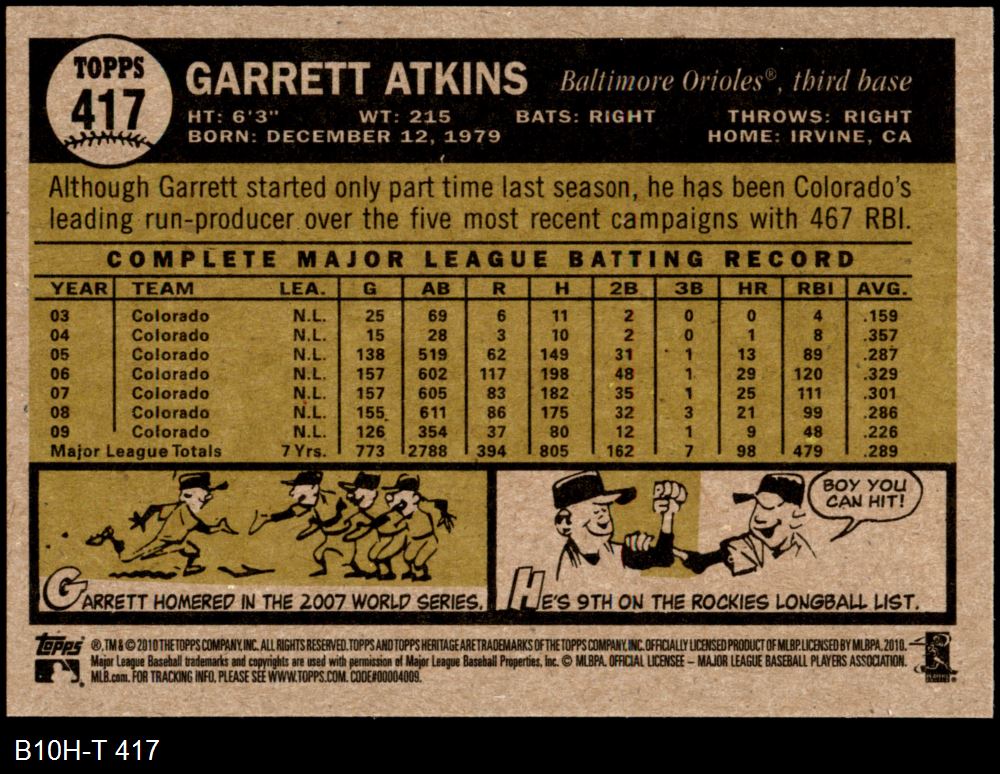 TOPPS
417
GARRETT ATKINS Baltimore Orioles®, third base
HT: 6'3" WT: 215 BATS: RIGHT THROWS: RIGHT
BORN: DECEMBER 12, 1979 HOME: IRVINE, CA
Although Garrett started only part time last season, he has been Colorado's
leading run-producer over the five most recent campaigns with 467 RBI.
COMPLETE MAJOR LEAGUE BATTING RECORD
YEAR TEAM LEA. G AB R H 2B 3B HR RBI AVG.
03 Colorado N.L. 25 69 6 11 2 0 0 4 .159
04 Colorado N.L. 15 28 3 10 2 0 1 8 .357
05 Colorado N.L. 138 519 62 149 31 1 13 89 .287
06 Colorado N.L. 157 602 117 198 48 1 29 120 .329
07 Colorado N.L. 157 605 83 182 35 1 25 111 .301
08 Colorado N.L. 155 611 86 175 32 3 21 99 .286
09 Colorado N.L. 126 354 37 80 12 1 9 48 .226
Major League Totals 7 Yrs. 773 2788 394 805 162 7 98 479 .289
BOY YOU
CAN HIT!
GARRETT HOMERED IN THE 2007 WORLD SERIES.
HE'S 9TH ON THE ROCKIES LONGBALL LIST.
topps ®, TM & © 2010 THE TOPPS COMPANY, INC. ALL RIGHTS RESERVED. TOPPS AND TOPPS HERITAGE ARE TRADEMARKS OF THE TOPPS COMPANY, INC. OFFICIALLY LICENSED PRODUCT OF MLBP. LICENSED BY MLBPA, 2010.
Major League Baseball trademarks and copyrights are used with permission of Major League Baseball Properties, Inc. © MLBPA. OFFICIAL LICENSEE – MAJOR LEAGUE BASEBALL PLAYERS ASSOCIATION.
MLB.com. FOR TRACKING INFO, PLEASE SEE WWW.TOPPS.COM. CODE#00004009.
B10H-T 417